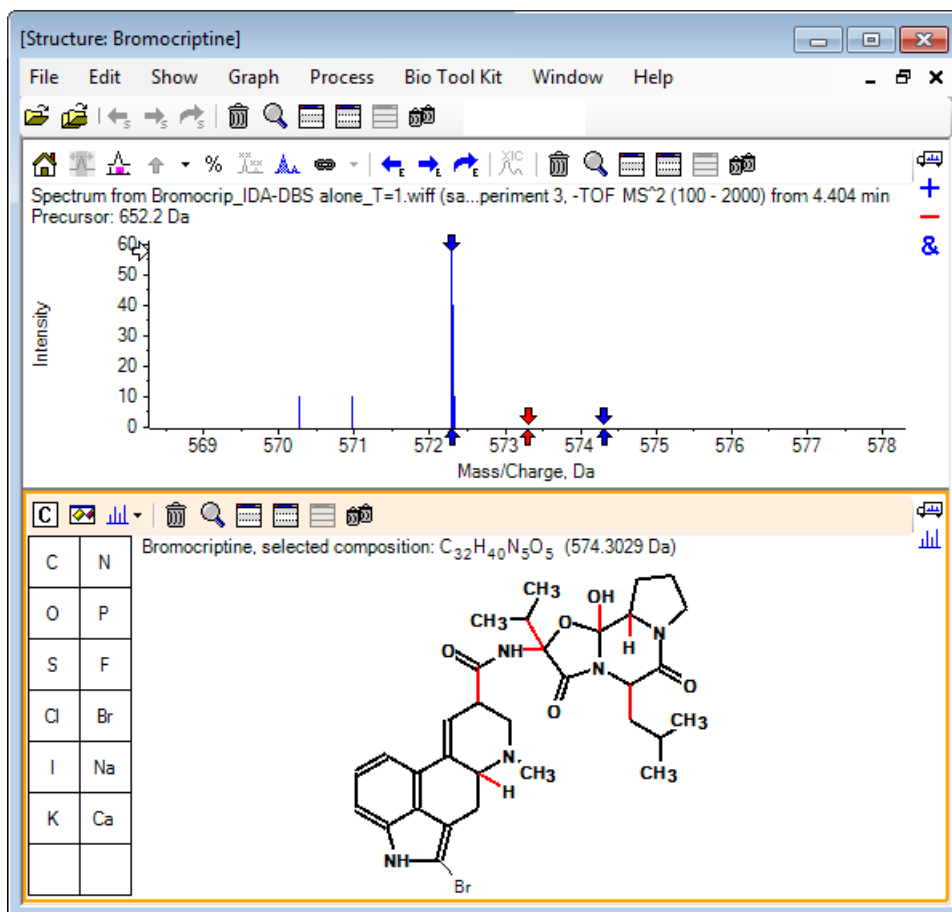 [Structure: Bromocriptine]
File Edit Show Graph Process Bio Tool Kit Window Help
S S S
% E E E XIC
Spectrum from Bromocrip_IDA-DBS alone_T=1.wiff (sa...periment 3, -TOF MS^2 (100 - 2000) from 4.404 min
Precursor: 652.2 Da
&
60
50
40
30
20
10
0
Intensity
569 570 571 572 573 574 575 576 577 578
Mass/Charge, Da
C
Bromocriptine, selected composition: C32H40N5O5 (574.3029 Da)
C N
O P
S F
Cl Br
I Na
K Ca
CH3
CH3
OH
O
N
H
O
NH
N
O
O
CH3
CH3
N
CH3
H
NH
Br